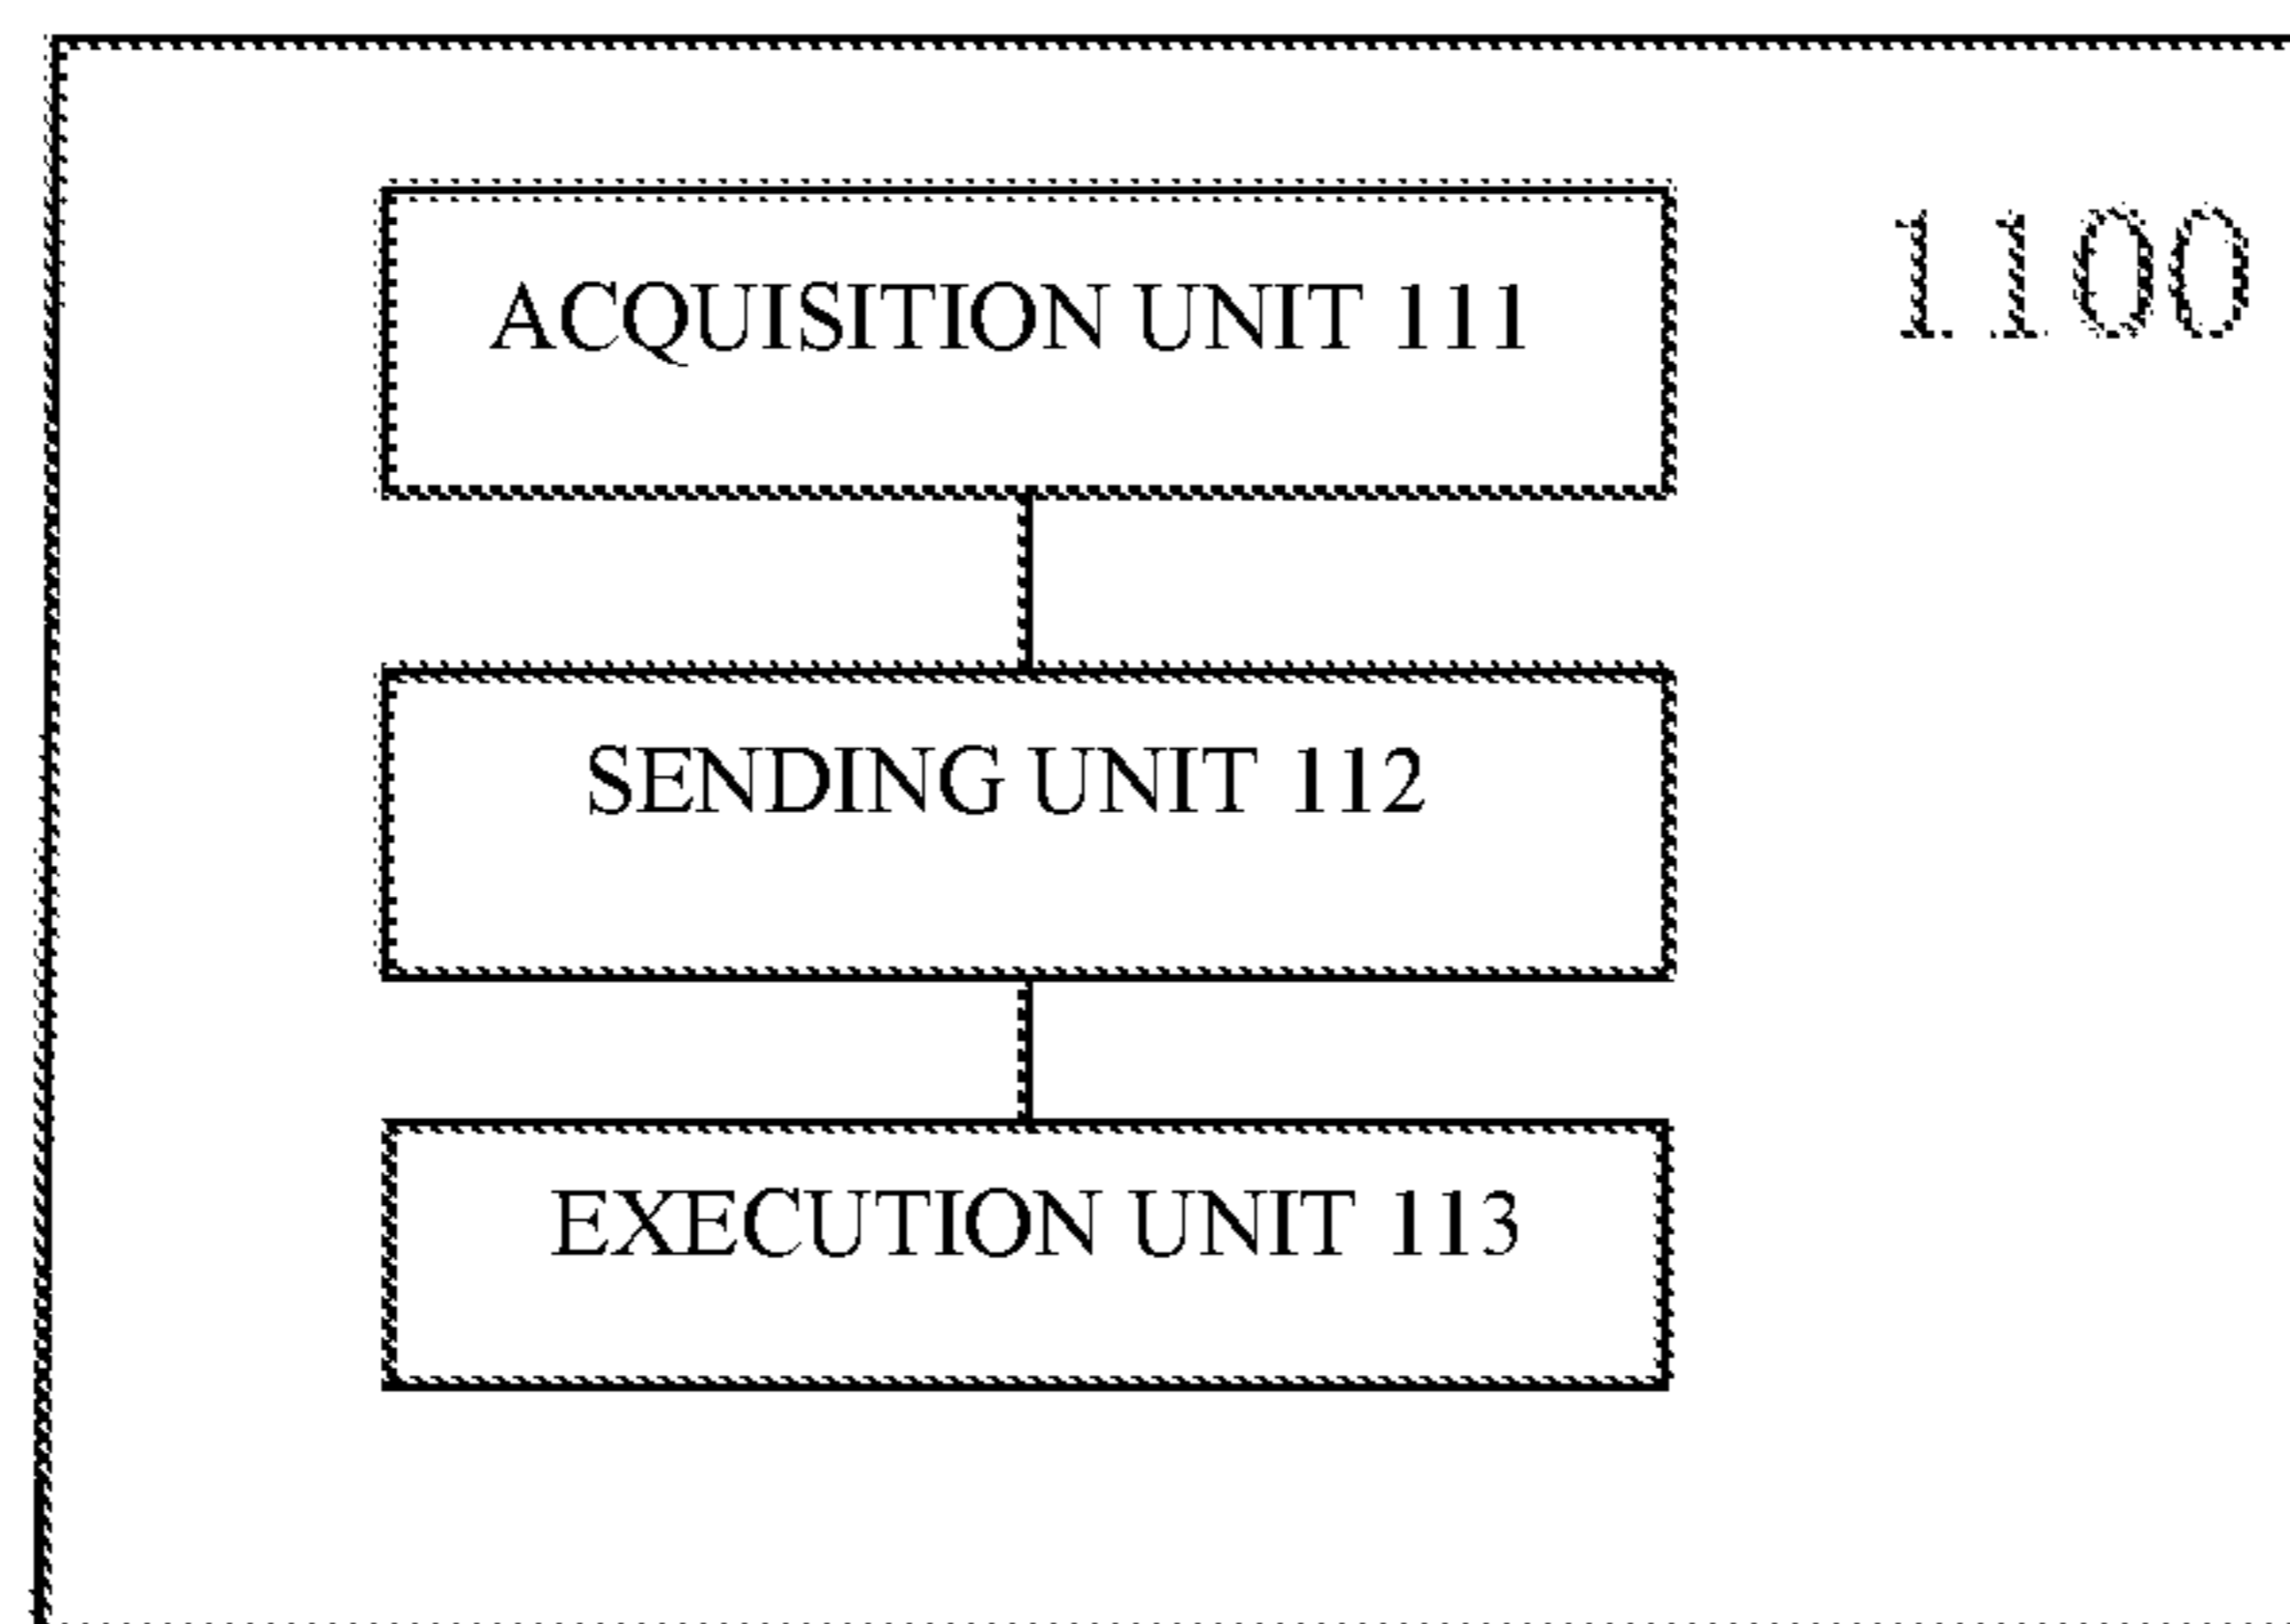 ACQUISITION UNIT 111
1100
SENDING UNIT 112
EXECUTION UNIT 113